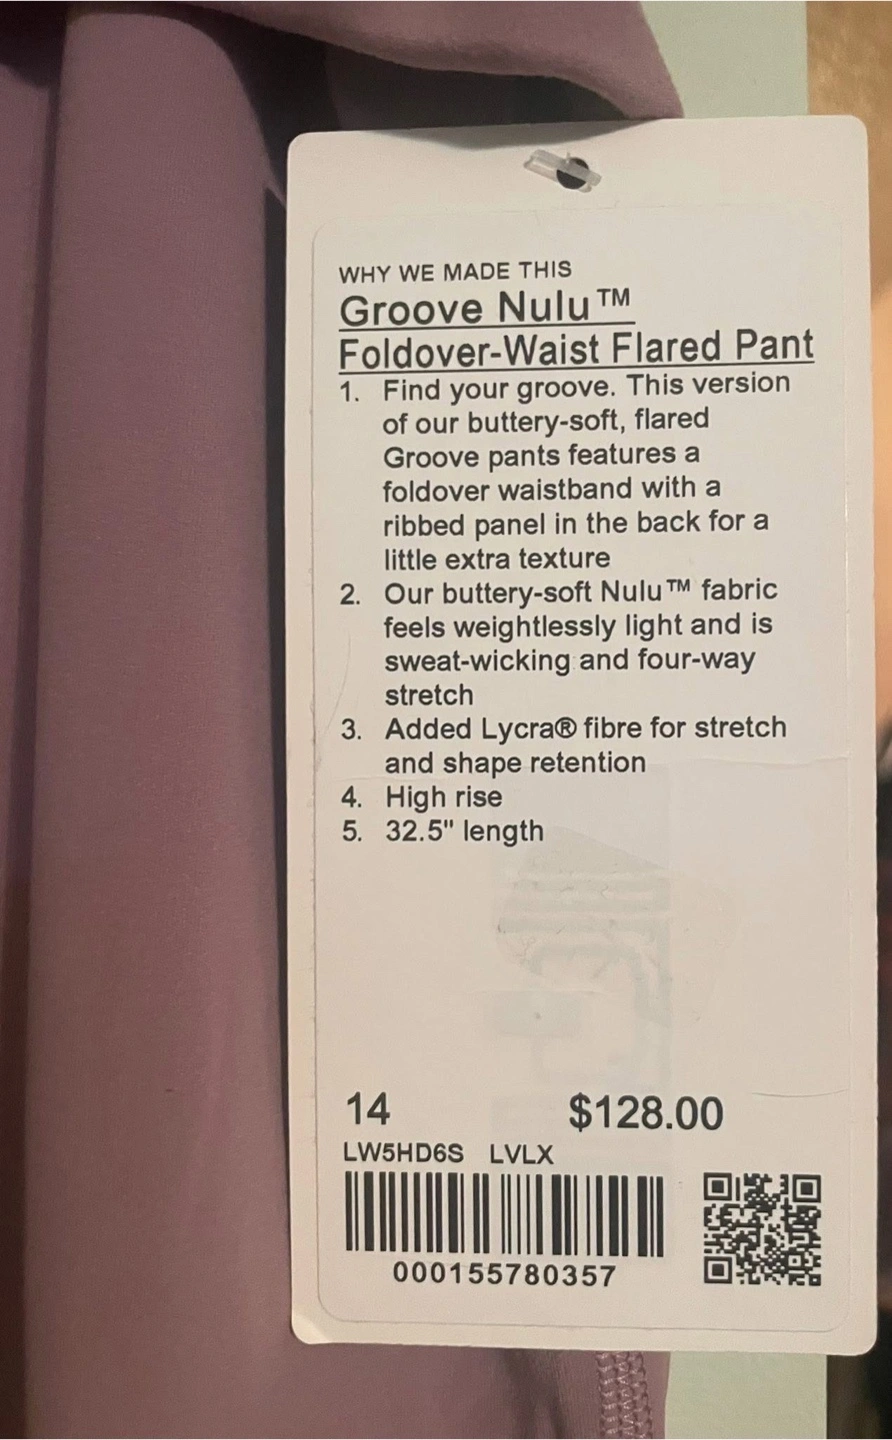 WHY WE MADE THIS
Groove Nulu™
Foldover-Waist Flared Pant
1. Find your groove. This version
of our buttery-soft, flared
Groove pants features a
foldover waistband with a
ribbed panel in the back for a
little extra texture
2. Our buttery-soft Nulu™ fabric
feels weightlessly light and is
sweat-wicking and four-way
stretch
3. Added Lycra® fibre for stretch
and shape retention
4. High rise
5. 32.5" length
14 $128.00
LW5HD6S LVLX
000155780357